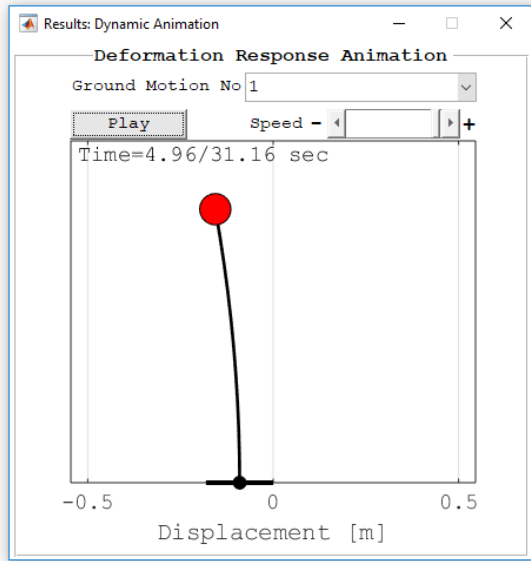 Results: Dynamic Animation
Deformation Response Animation
Ground Motion No 1
Play Speed - +
Time=4.96/31.16 sec
-0.5 0 0.5
Displacement [m]